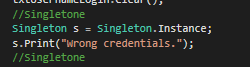 //Singletone
Singleton s = Singleton.Instance;
s.Print("Wrong credentials.");
//Singletone